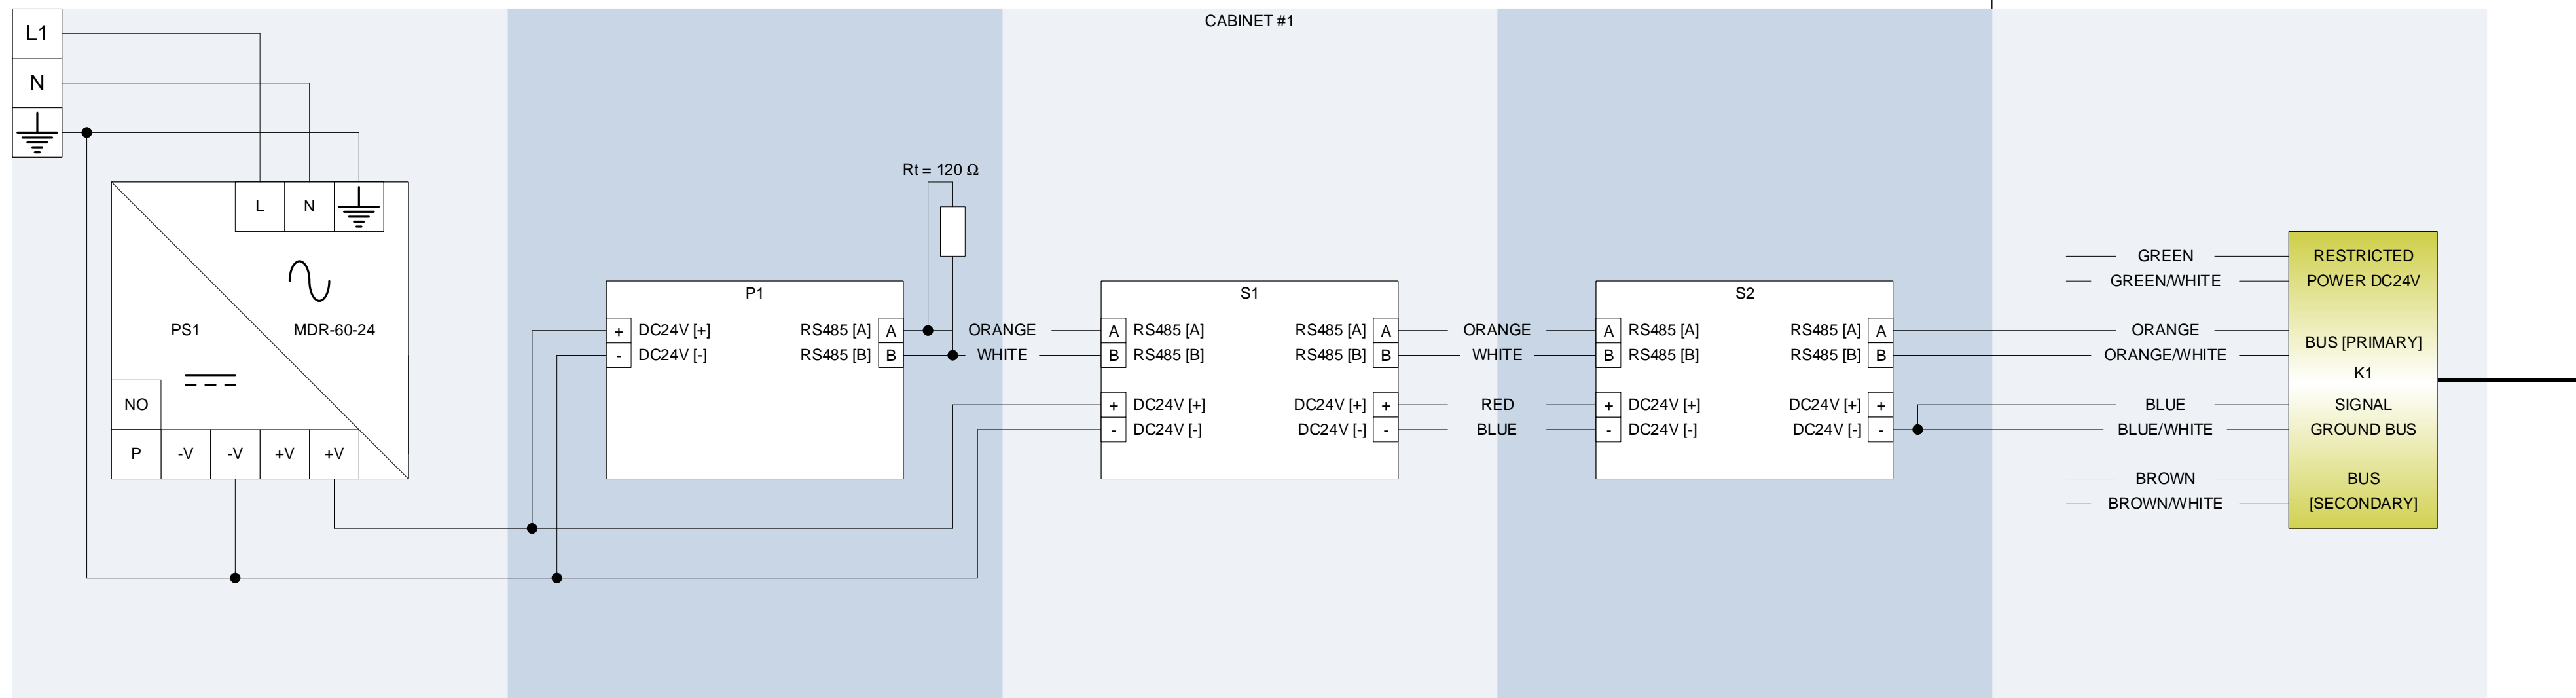 CABINET #1
L1
N
L
N
PS1
MDR-60-24
NO
P
-V
-V
+V
+V
Rt = 120 Ω
P1
+ DC24V [+]
- DC24V [-]
RS485 [A] A
RS485 [B] B
ORANGE
WHITE
S1
A RS485 [A]
B RS485 [B]
+ DC24V [+]
- DC24V [-]
RS485 [A] A
RS485 [B] B
DC24V [+] +
DC24V [-] -
ORANGE
WHITE
RED
BLUE
S2
A RS485 [A]
B RS485 [B]
+ DC24V [+]
- DC24V [-]
RS485 [A] A
RS485 [B] B
DC24V [+] +
DC24V [-] -
GREEN
GREEN/WHITE
ORANGE
ORANGE/WHITE
BLUE
BLUE/WHITE
BROWN
BROWN/WHITE
RESTRICTED
POWER DC24V
BUS [PRIMARY]
K1
SIGNAL
GROUND BUS
BUS
[SECONDARY]